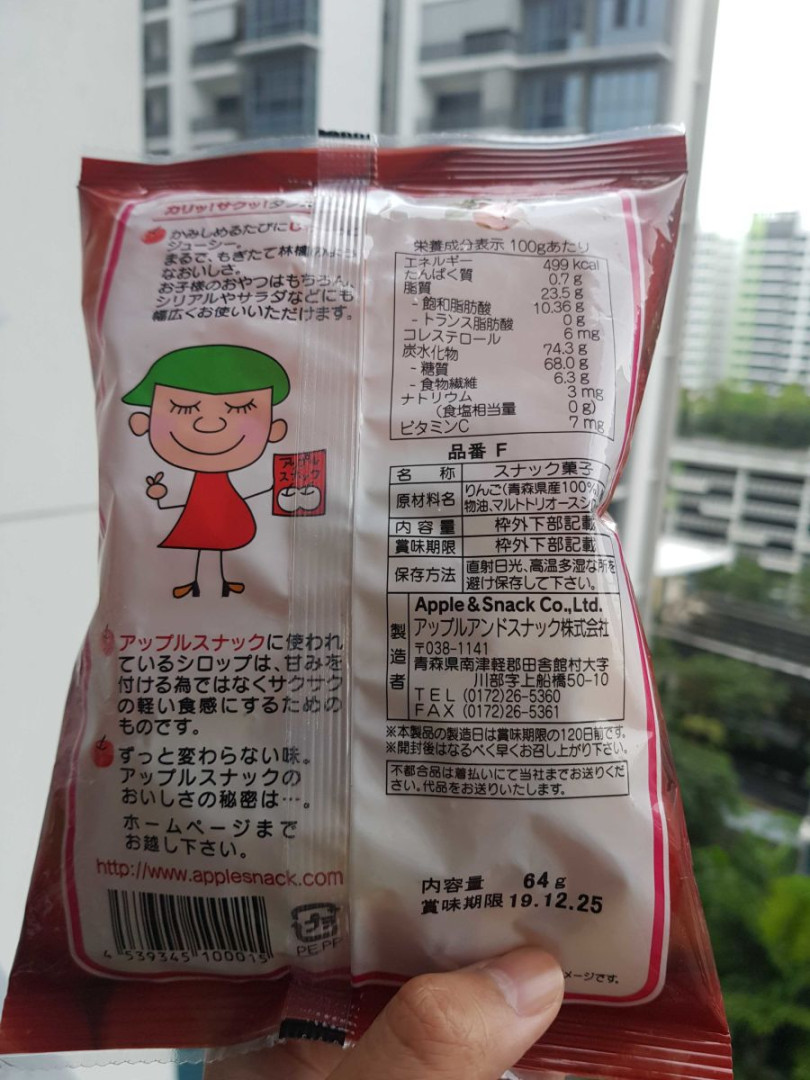 カリッ!サクッ!
かみしめるたびにじ
ジューシー。
まるで、もぎたて林檎
なおいしさ。
お子様のおやつはもちろん、
シリアルやサラダなどにも
幅広くお使いいただけます。
アップル
スナック
アップルスナックに使われ
ているシロップは、甘みを
付ける為ではなくサクサク
の軽い食感にするための
ものです。
ずっと変わらない味。
アップルスナックの
おいしさの秘密は…。
ホームページまで
お越し下さい。
http://www.applesnack.com
4 539345 100015
プラ
PE,PP
栄養成分表示 100gあたり
エネルギー 499 kcal
たんぱく質 0.7 g
脂質 23.5 g
- 飽和脂肪酸 10.36 g
- トランス脂肪酸 0 g
コレステロール 6 mg
炭水化物 74.3 g
- 糖質 68.0 g
- 食物繊維 6.3 g
ナトリウム 3 mg
(食塩相当量 0 g)
ビタミンC 7 mg
品番 F
名 称 スナック菓子
原材料名 りんご(青森県産100%)
物油、マルトトリオースシ
内容量 枠外下部記載
賞味期限 枠外下部記載
保存方法 直射日光、高温多湿な所を
避け保存して下さい。
製造者
Apple & Snack Co.,Ltd.
アップルアンドスナック株式会社
〒038-1141
青森県南津軽郡田舎館村大字
川部字上船橋50-10
TEL (0172)26-5360
FAX (0172)26-5361
※本製品の製造日は賞味期限の120日前です。
※開封後はなるべく早くお召し上がり下さい。
不都合品は着払いにて当社までお送りくだ
さい。代品をお送りいたします。
内容量 64g
賞味期限 19.12.25
メージです。